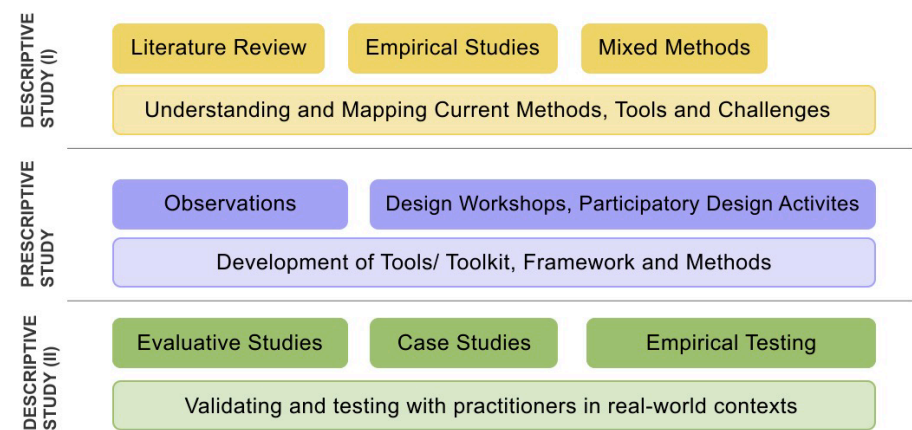 DESCRIPTIVE
STUDY (I)
Literature Review
Empirical Studies
Mixed Methods
Understanding and Mapping Current Methods, Tools and Challenges
PRESCRIPTIVE
STUDY
Observations
Design Workshops, Participatory Design Activites
Development of Tools/ Toolkit, Framework and Methods
DESCRIPTIVE
STUDY (II)
Evaluative Studies
Case Studies
Empirical Testing
Validating and testing with practitioners in real-world contexts